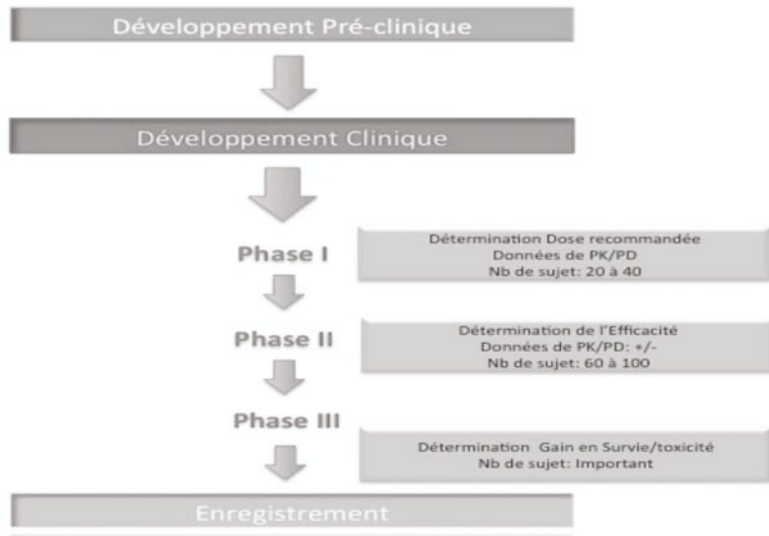 Développement Pré-clinique
Développement Clinique
Phase I
Détermination Dose recommandée
Données de PK/PD
Nb de sujet: 20 à 40
Phase II
Détermination de l'Efficacité
Données de PK/PD: +/-
Nb de sujet: 60 à 100
Phase III
Détermination Gain en Survie/toxicité
Nb de sujet: Important
Enregistrement